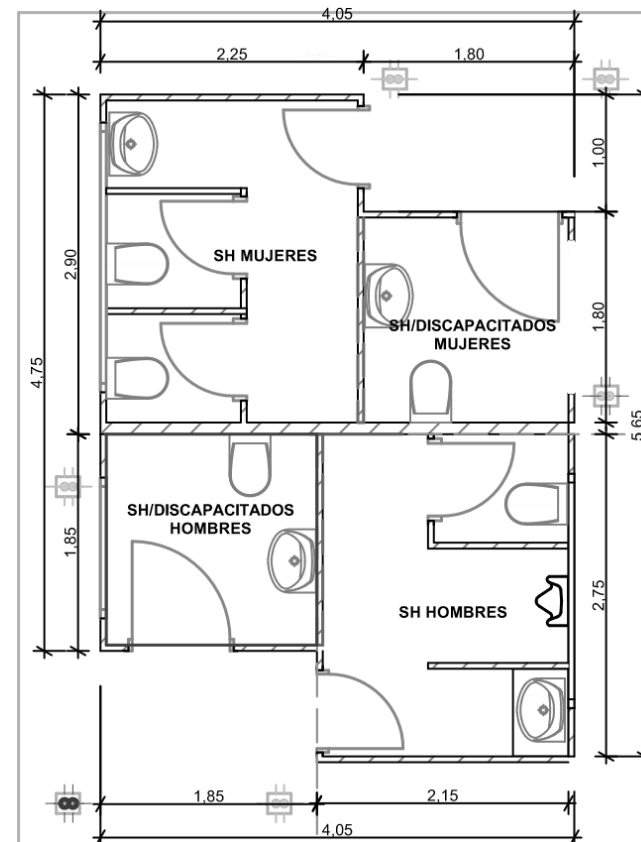 4,05
2,25
1,80
1,00
2,90
SH MUJERES
4,75
SH/DISCAPACITADOS
MUJERES
1,80
5,65
SH/DISCAPACITADOS
HOMBRES
1,85
SH HOMBRES
2,75
1,85
2,15
4,05